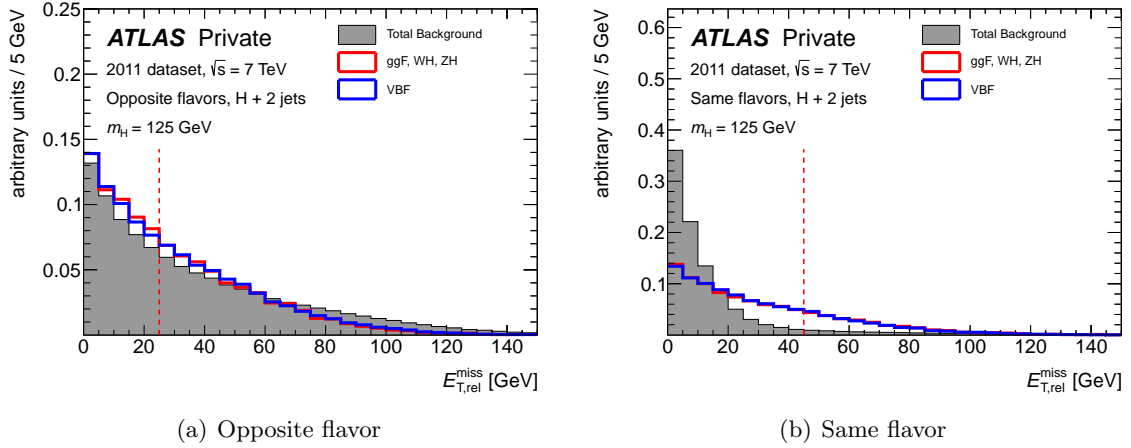 ATLAS Private
2011 dataset, √s = 7 TeV
Opposite flavors, H + 2 jets
m_H = 125 GeV
Total Background
ggF, WH, ZH
VBF
arbitrary units / 5 GeV
0.25
0.2
0.15
0.1
0.05
0 20 40 60 80 100 120 140
E_T,rel^miss [GeV]
(a) Opposite flavor
ATLAS Private
2011 dataset, √s = 7 TeV
Same flavors, H + 2 jets
m_H = 125 GeV
Total Background
ggF, WH, ZH
VBF
arbitrary units / 5 GeV
0.6
0.5
0.4
0.3
0.2
0.1
0 20 40 60 80 100 120 140
E_T,rel^miss [GeV]
(b) Same flavor